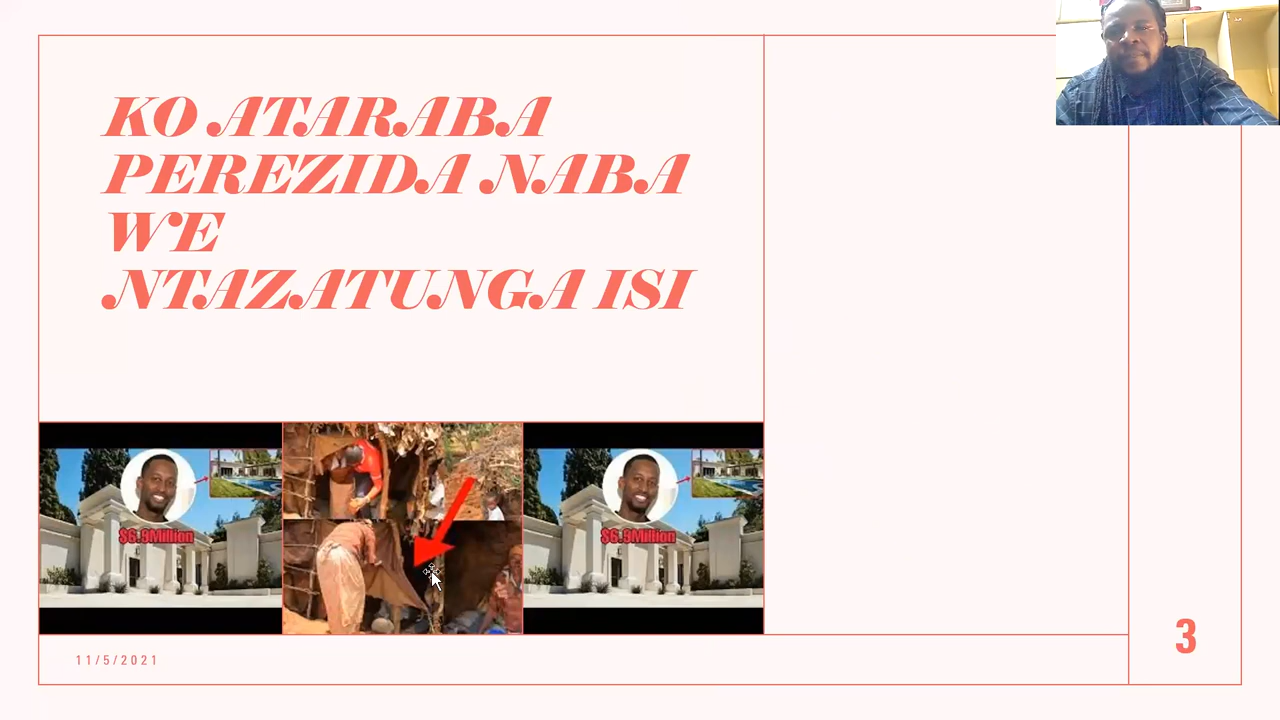 KO ATARABA
PEREZIDA NABA
WE
NTAZATUNGA ISI
$6.9Million
$6.9Million
11/5/2021
3